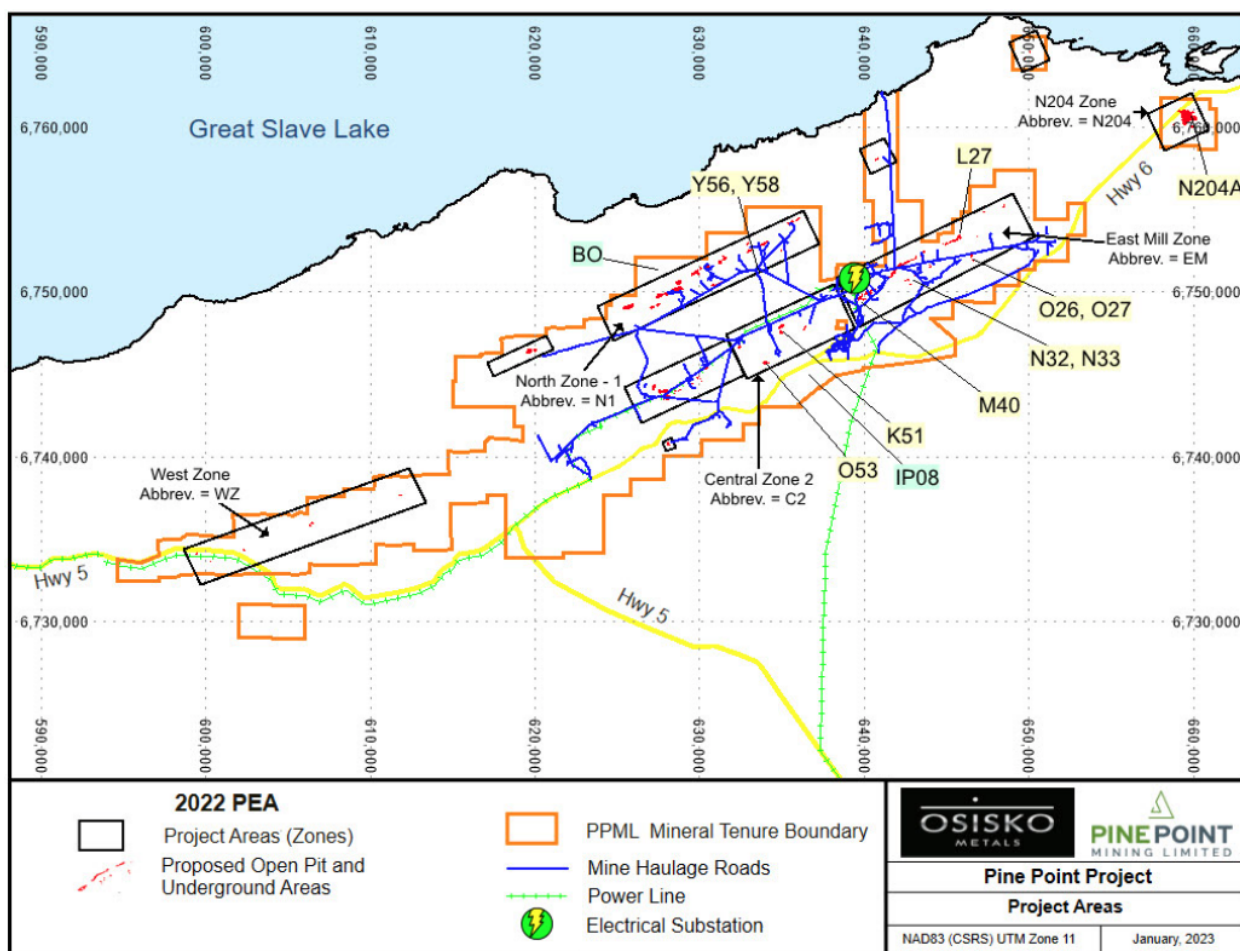 590,000
600,000
610,000
620,000
630,000
640,000
650,000
660,000
6,760,000
6,760,000
Great Slave Lake
N204 Zone
Abbrev. = N204
Hwy 6
N204A
L27
Y56, Y58
BO
East Mill Zone
Abbrev. = EM
6,750,000
6,750,000
O26, O27
N32, N33
M40
K51
IP08
O53
North Zone - 1
Abbrev. = N1
Central Zone 2
Abbrev. = C2
6,740,000
6,740,000
West Zone
Abbrev. = WZ
Hwy 5
Hwy 5
6,730,000
6,730,000
590,000
600,000
610,000
620,000
630,000
640,000
650,000
660,000
2022 PEA
Project Areas (Zones)
Proposed Open Pit and
Underground Areas
PPML Mineral Tenure Boundary
Mine Haulage Roads
Power Line
Electrical Substation
OSISKO
METALS
PINE POINT
MINING LIMITED
Pine Point Project
Project Areas
NAD83 (CSRS) UTM Zone 11
January, 2023